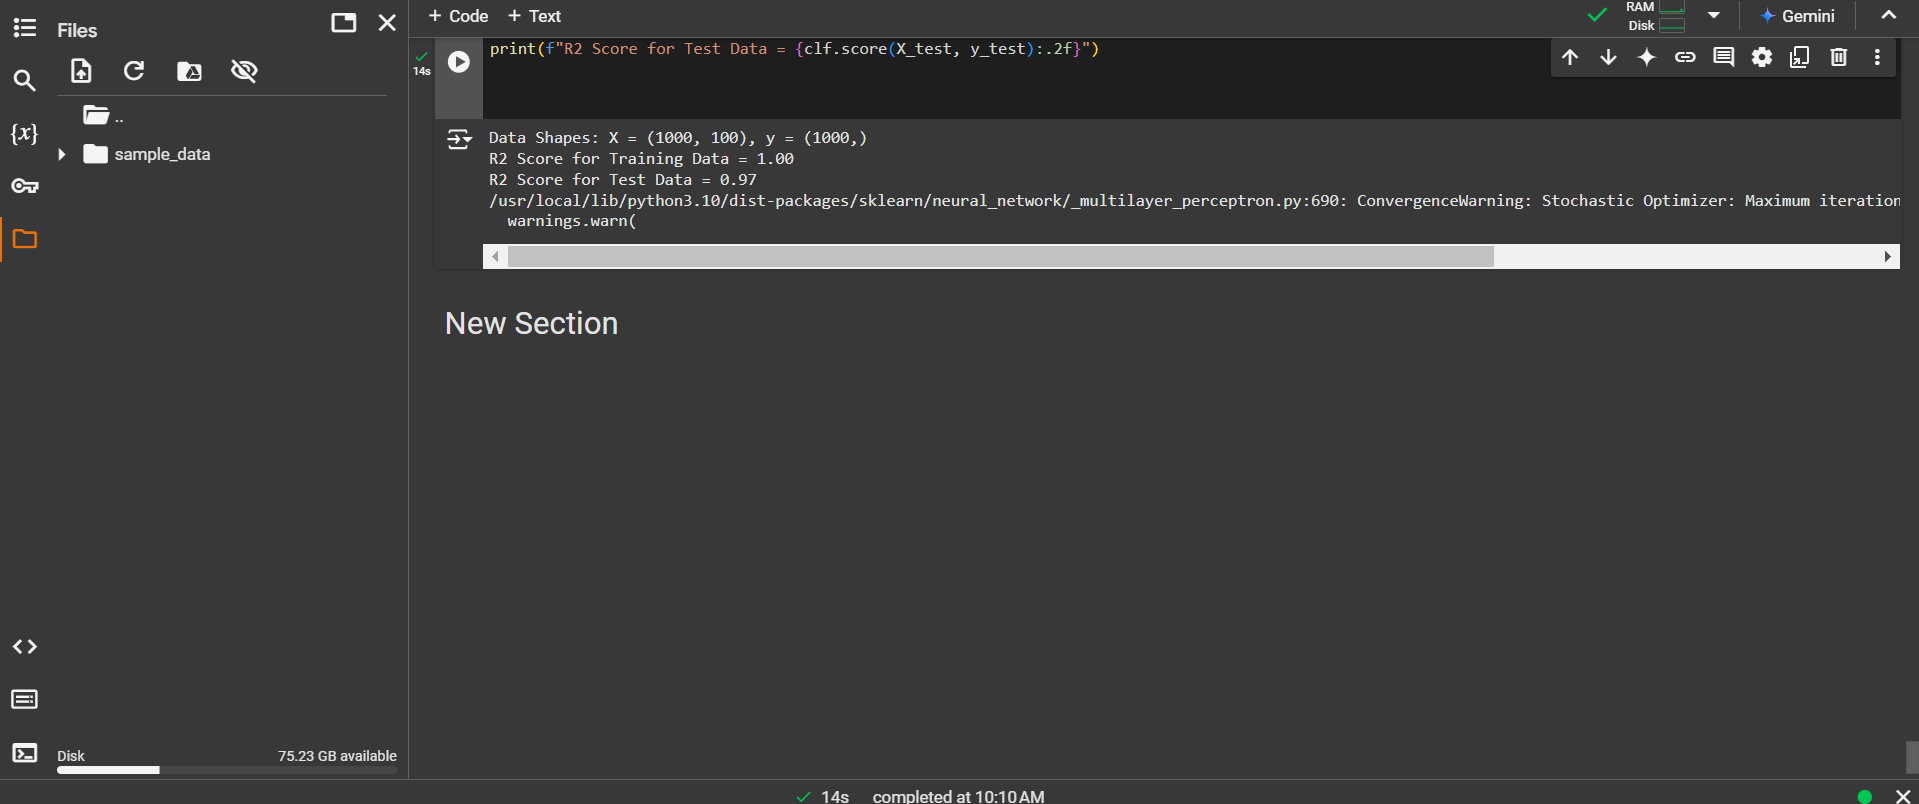 Files
..
sample_data
{x}
Disk
75.23 GB available
+ Code + Text
RAM
Disk
Gemini
14s
print(f"R2 Score for Test Data = {clf.score(X_test, y_test):.2f}")
Data Shapes: X = (1000, 100), y = (1000,)
R2 Score for Training Data = 1.00
R2 Score for Test Data = 0.97
/usr/local/lib/python3.10/dist-packages/sklearn/neural_network/_multilayer_perceptron.py:690: ConvergenceWarning: Stochastic Optimizer: Maximum iteration
warnings.warn(
New Section
14s completed at 10:10 AM